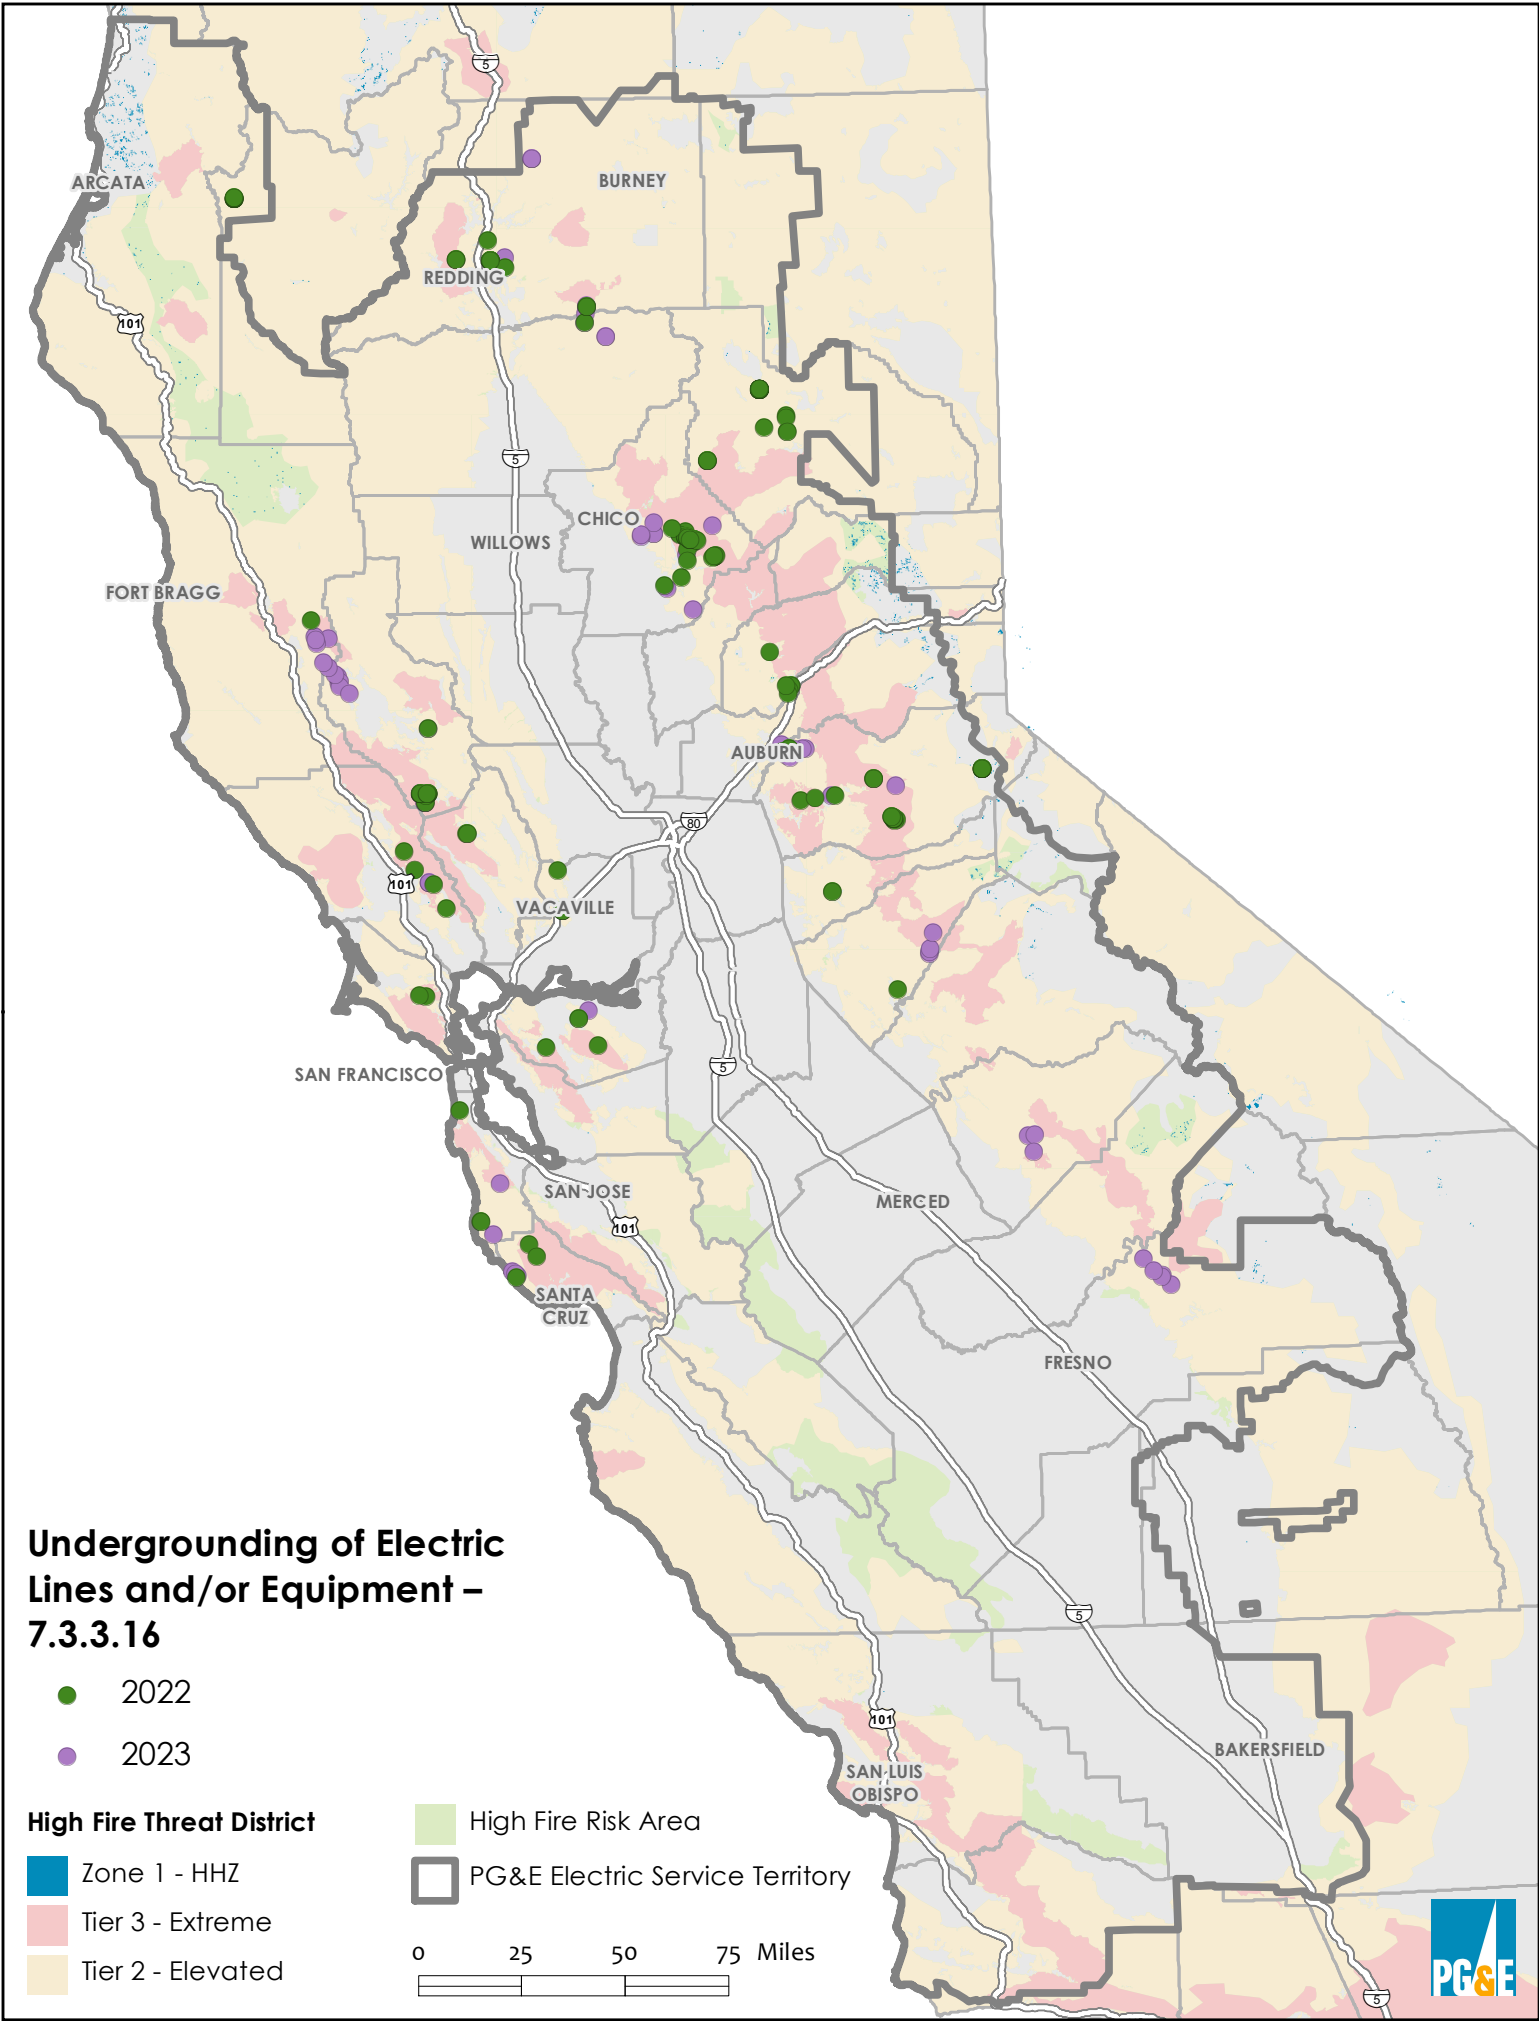 5
ARCATA
BURNEY
REDDING
101
5
CHICO
WILLOWS
FORT BRAGG
AUBURN
80
101
VACAVILLE
5
SAN FRANCISCO
SAN JOSE
MERCED
101
SANTA
CRUZ
FRESNO
Undergrounding of Electric
Lines and/or Equipment –
7.3.3.16
5
2022
101
2023
BAKERSFIELD
SAN LUIS
OBISPO
High Fire Threat District
High Fire Risk Area
Zone 1 - HHZ
PG&E Electric Service Territory
Tier 3 - Extreme
Tier 2 - Elevated
0 25 50 75 Miles
PG&E
5